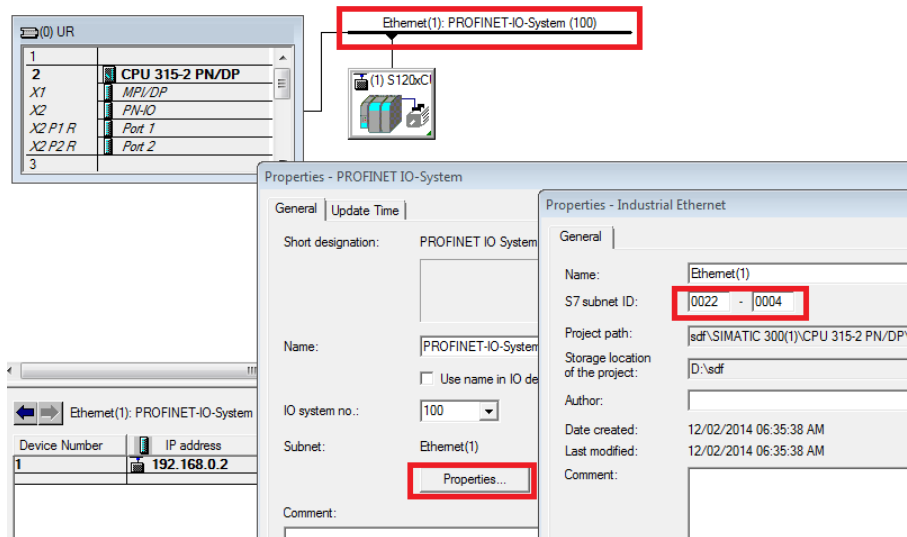 (0) UR
1
2 CPU 315-2 PN/DP
X1 MPI/DP
X2 PN-IO
X2 P1 R Port 1
X2 P2 R Port 2
3
Ethernet(1): PROFINET-IO-System (100)
(1) S120xCU
Properties - PROFINET IO-System
General Update Time
Short designation: PROFINET IO System
Name: PROFINET-IO-System
Use name in IO de
IO system no.: 100
Subnet: Ethernet(1)
Properties...
Comment:
Properties - Industrial Ethernet
General
Name: Ethernet(1)
S7 subnet ID: 0022 - 0004
Project path: sdf\SIMATIC 300(1)\CPU 315-2 PN/DP\
Storage location
of the project: D:\sdf
Author:
Date created: 12/02/2014 06:35:38 AM
Last modified: 12/02/2014 06:35:38 AM
Comment:
Ethernet(1): PROFINET-IO-System
Device Number IP address
1 192.168.0.2